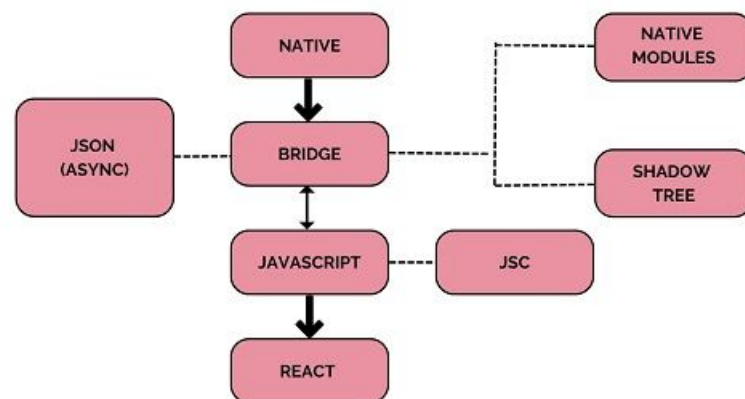 NATIVE
NATIVE
MODULES
JSON
(ASYNC)
BRIDGE
SHADOW
TREE
JAVASCRIPT
JSC
REACT